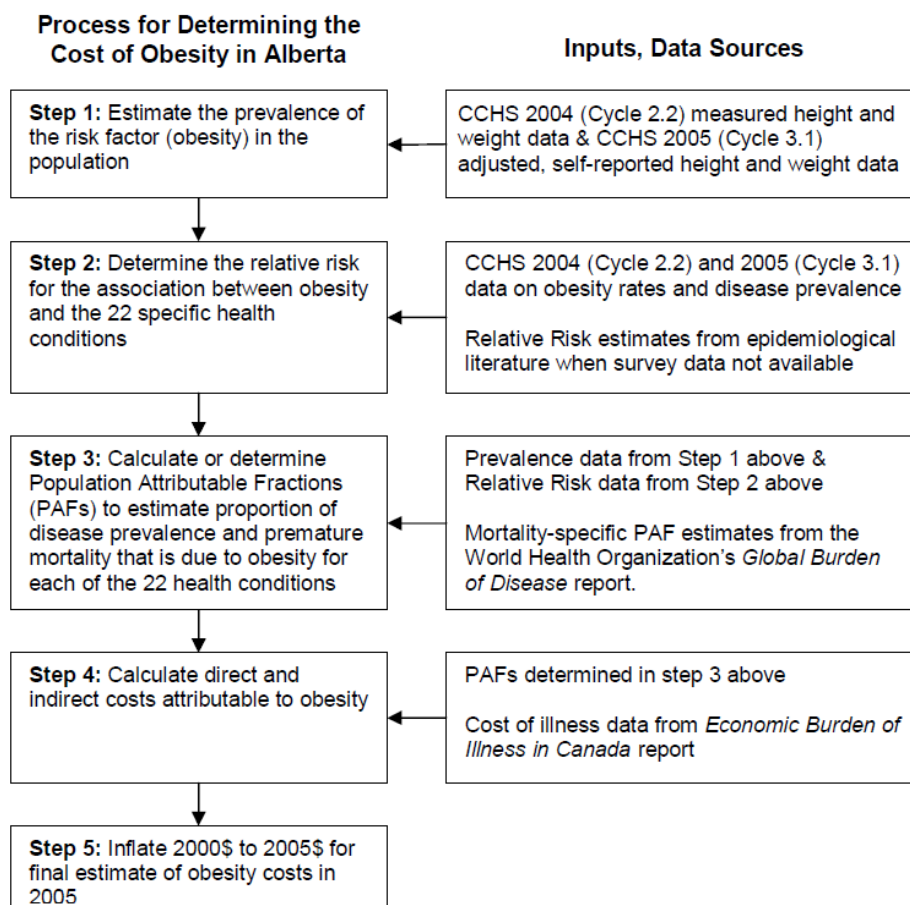 Process for Determining the
Cost of Obesity in Alberta
Inputs, Data Sources
Step 1: Estimate the prevalence of
the risk factor (obesity) in the
population
CCHS 2004 (Cycle 2.2) measured height and
weight data & CCHS 2005 (Cycle 3.1)
adjusted, self-reported height and weight data
Step 2: Determine the relative risk
for the association between obesity
and the 22 specific health
conditions
CCHS 2004 (Cycle 2.2) and 2005 (Cycle 3.1)
data on obesity rates and disease prevalence
Relative Risk estimates from epidemiological
literature when survey data not available
Step 3: Calculate or determine
Population Attributable Fractions
(PAFs) to estimate proportion of
disease prevalence and premature
mortality that is due to obesity for
each of the 22 health conditions
Prevalence data from Step 1 above &
Relative Risk data from Step 2 above
Mortality-specific PAF estimates from the
World Health Organization's Global Burden
of Disease report.
Step 4: Calculate direct and
indirect costs attributable to obesity
PAFs determined in step 3 above
Cost of illness data from Economic Burden of
Illness in Canada report
Step 5: Inflate 2000$ to 2005$ for
final estimate of obesity costs in
2005